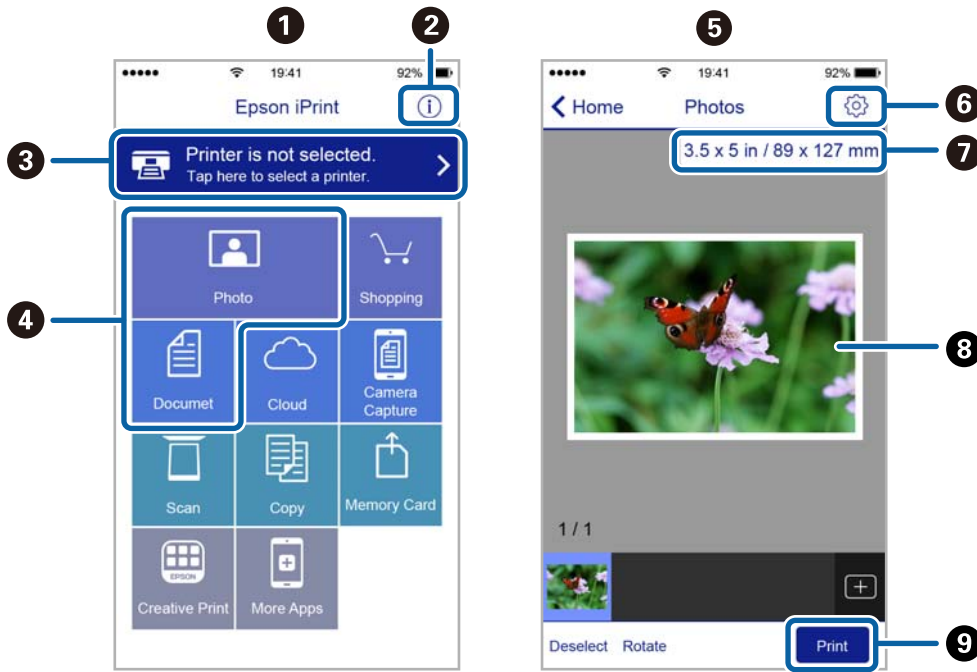 1
2
19:41
92%
Epson iPrint
3
Printer is not selected.
Tap here to select a printer.
4
Photo
Shopping
Documet
Cloud
Camera
Capture
Scan
Copy
Memory Card
EPSON
Creative Print
More Apps
5
19:41
92%
Home
Photos
6
3.5 x 5 in / 89 x 127 mm
7
8
1 / 1
Deselect
Rotate
Print
9